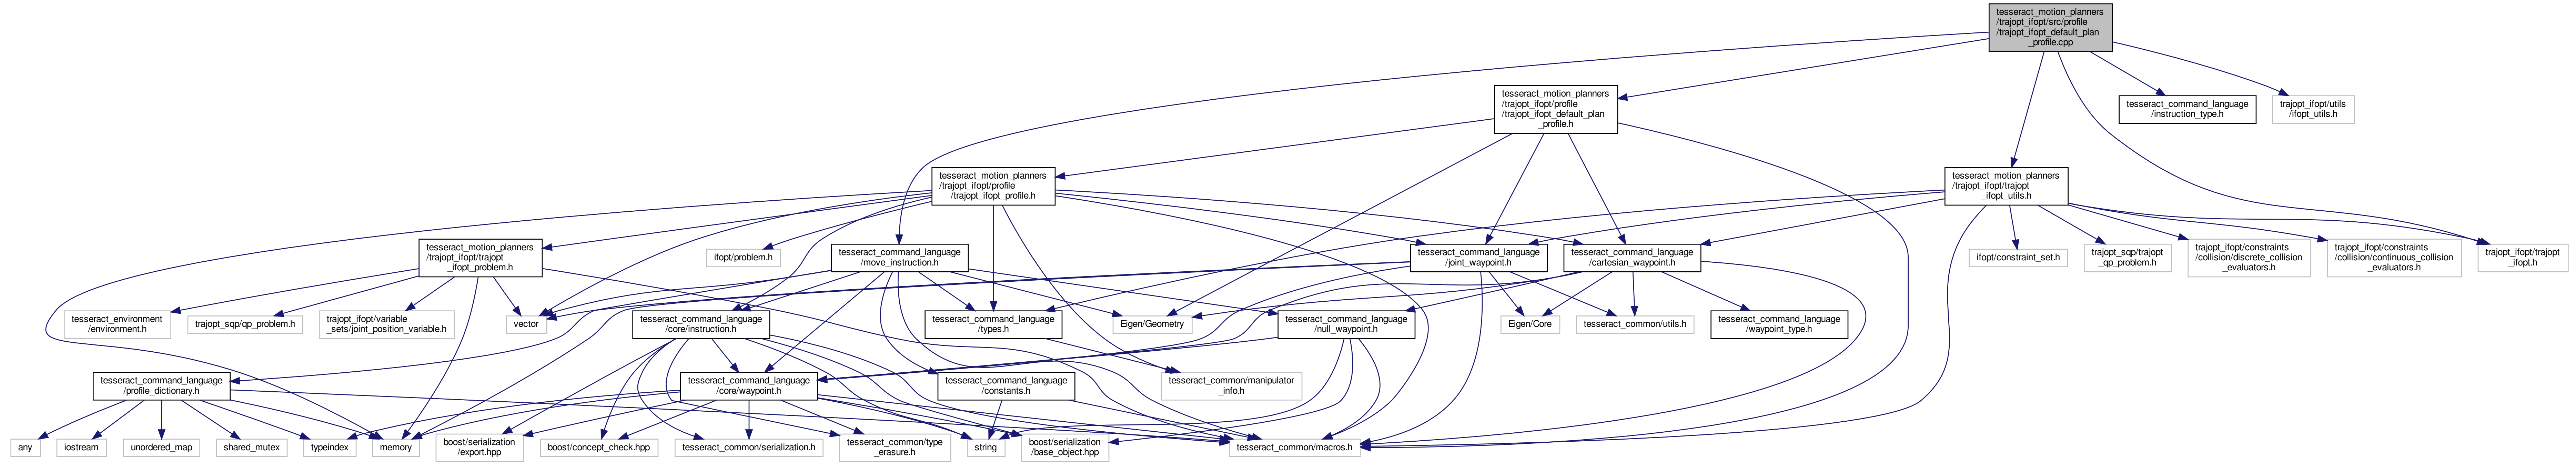 tesseract_motion_planners
/trajopt_ifopt/src/profile
/trajopt_ifopt_default_plan
_profile.cpp
tesseract_motion_planners
/trajopt_ifopt/profile
/trajopt_ifopt_default_plan
_profile.h
tesseract_command_language
/instruction_type.h
trajopt_ifopt/utils
/ifopt_utils.h
tesseract_motion_planners
/trajopt_ifopt/profile
/trajopt_ifopt_profile.h
tesseract_motion_planners
/trajopt_ifopt/trajopt
_ifopt_utils.h
tesseract_motion_planners
/trajopt_ifopt/trajopt
_ifopt_problem.h
ifopt/problem.h
tesseract_command_language
/move_instruction.h
tesseract_command_language
/joint_waypoint.h
tesseract_command_language
/cartesian_waypoint.h
ifopt/constraint_set.h
trajopt_sqp/trajopt
_qp_problem.h
trajopt_ifopt/constraints
/collision/discrete_collision
_evaluators.h
trajopt_ifopt/constraints
/collision/continuous_collision
_evaluators.h
trajopt_ifopt/trajopt
_ifopt.h
tesseract_environment
/environment.h
trajopt_sqp/qp_problem.h
trajopt_ifopt/variable
_sets/joint_position_variable.h
vector
tesseract_command_language
/core/instruction.h
tesseract_command_language
/types.h
Eigen/Geometry
tesseract_command_language
/null_waypoint.h
Eigen/Core
tesseract_common/utils.h
tesseract_command_language
/waypoint_type.h
tesseract_command_language
/profile_dictionary.h
tesseract_command_language
/core/waypoint.h
tesseract_command_language
/constants.h
tesseract_common/manipulator
_info.h
any
iostream
unordered_map
shared_mutex
typeindex
memory
boost/serialization
/export.hpp
boost/concept_check.hpp
tesseract_common/serialization.h
tesseract_common/type
_erasure.h
string
boost/serialization
/base_object.hpp
tesseract_common/macros.h